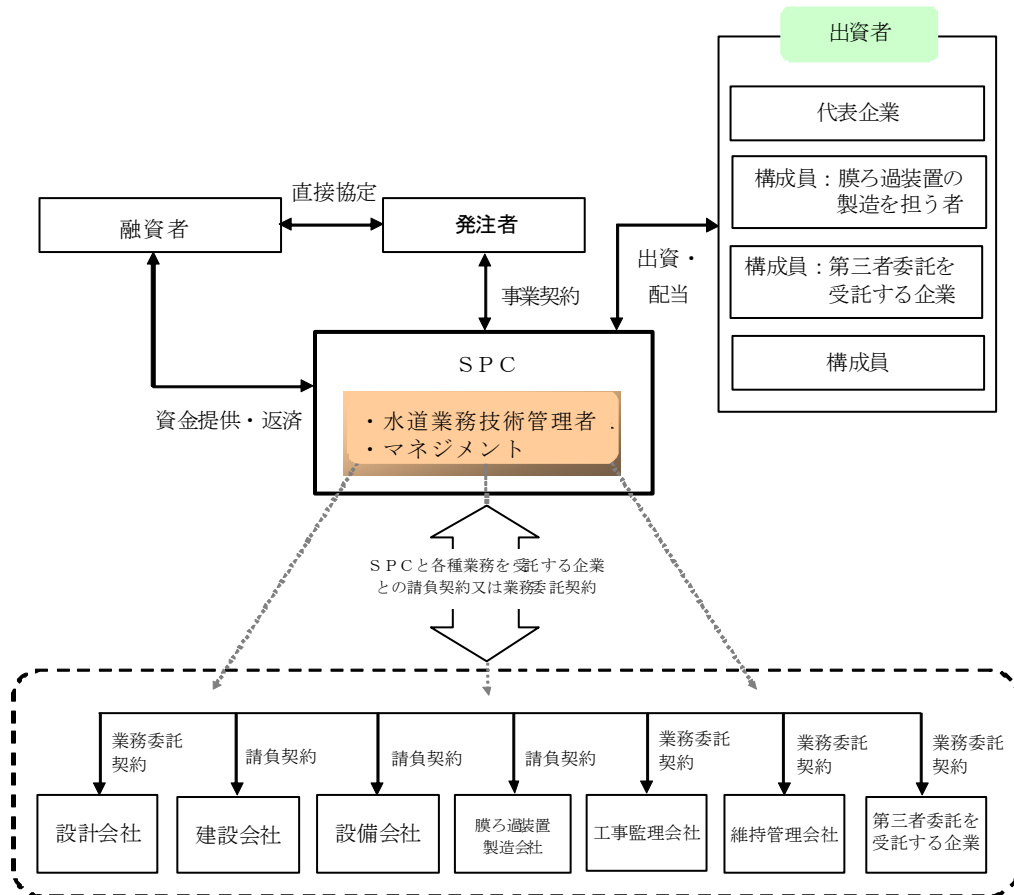 出資者
代表企業
構成員：膜ろ過装置の
製造を担う者
構成員：第三者委託を
受託する企業
構成員
直接協定
融資者
発注者
出資・
配当
事業契約
ＳＰＣ
資金提供・返済
・水道業務技術管理者
・マネジメント
ＳＰＣと各種業務を受託する企業
との請負契約又は業務委託契約
業務委託
契約
請負契約
請負契約
請負契約
業務委託
契約
業務委託
契約
業務委託
契約
設計会社
建設会社
設備会社
膜ろ過装置
製造会社
工事監理会社
維持管理会社
第三者委託を
受託する企業